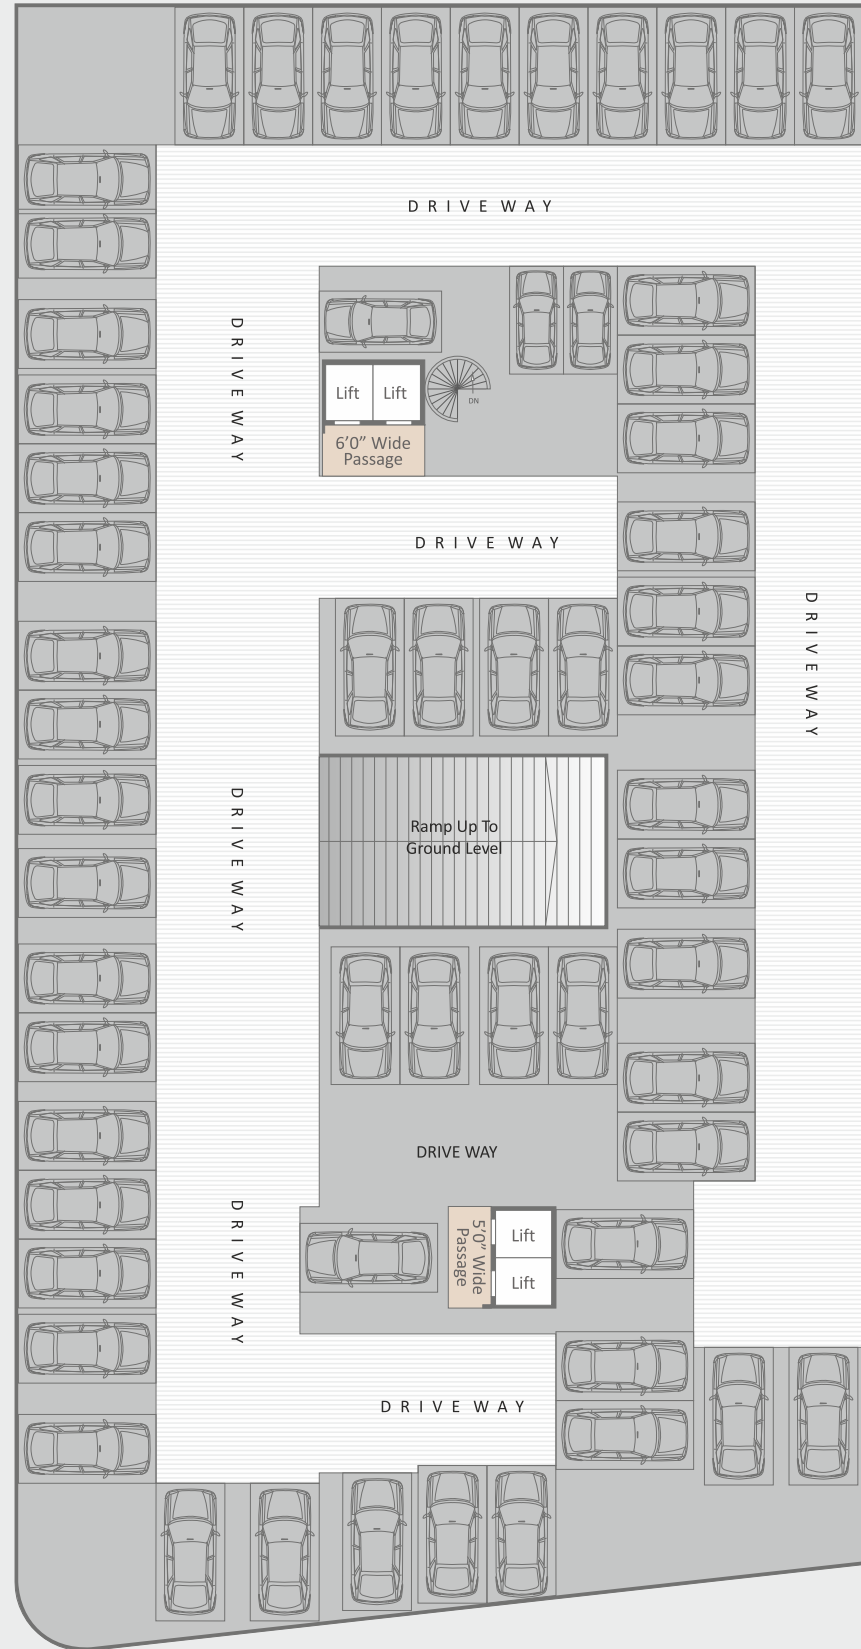 DRIVE WAY
DRIVE WAY
Lift
Lift
DN
6’0” Wide
Passage
DRIVE WAY
DRIVE WAY
Ramp Up To
Ground Level
DRIVE WAY
DRIVE WAY
DRIVE WAY
5’0” Wide
Passage
Lift
Lift
DRIVE WAY